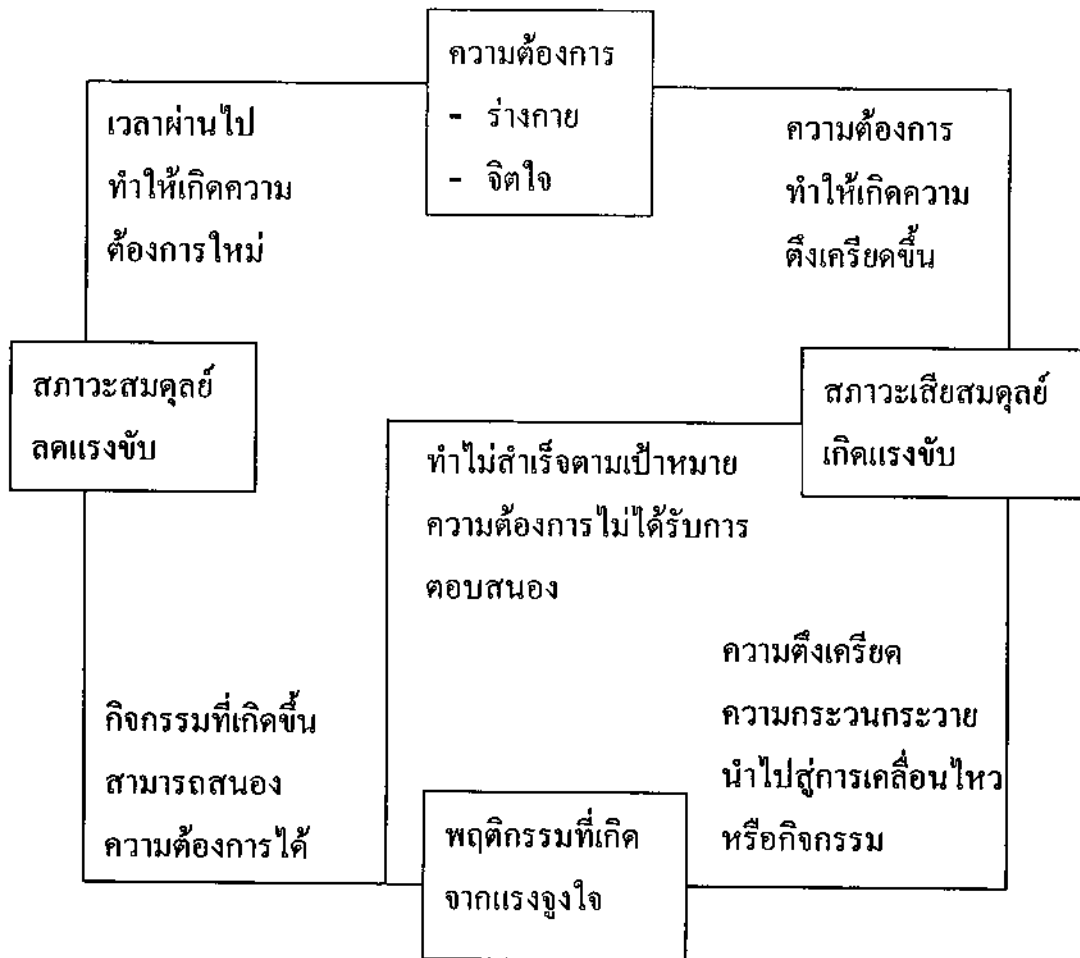 ความต้องการ
- ร่างกาย
- จิตใจ
เวลาผ่านไป
ทำให้เกิดความ
ต้องการใหม่
ความต้องการ
ทำให้เกิดความ
ตึงเครียดขึ้น
สภาวะสมดุลย์
ลดแรงขับ
สภาวะเสียสมดุลย์
เกิดแรงขับ
ทำไม่สำเร็จตามเป้าหมาย
ความต้องการไม่ได้รับการ
ตอบสนอง
ความตึงเครียด
ความกระวนกระวาย
นำไปสู่การเคลื่อนไหว
หรือกิจกรรม
กิจกรรมที่เกิดขึ้น
สามารถสนอง
ความต้องการได้
พฤติกรรมที่เกิด
จากแรงจูงใจ